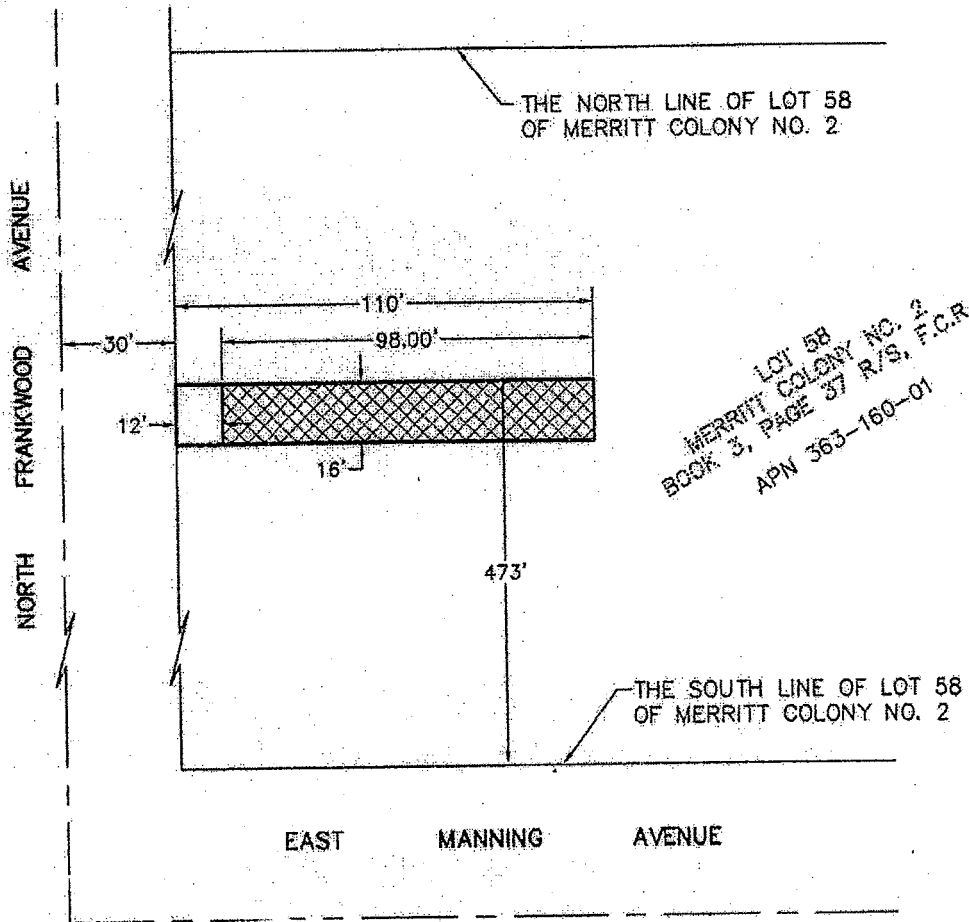 THE NORTH LINE OF LOT 58
OF MERRITT COLONY NO. 2
NORTH FRANKWOOD AVENUE
110'
30'
98.00'
12'
16'
LOT 58
MERRITT COLONY NO. 2
BOOK 3, PAGE 37 R/S, F.C.R
APN 363-160-01
473'
THE SOUTH LINE OF LOT 58
OF MERRITT COLONY NO. 2
EAST MANNING AVENUE